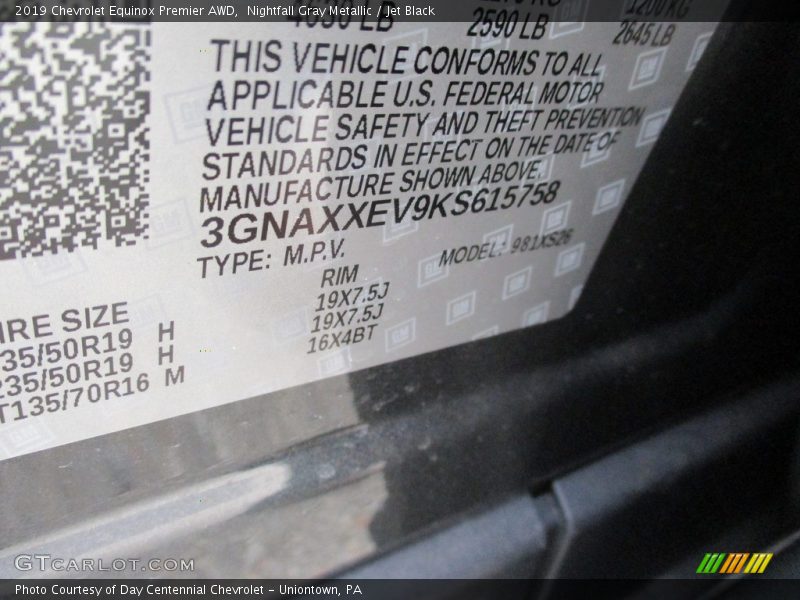 2019 Chevrolet Equinox Premier AWD, Nightfall Gray Metallic / Jet Black
4650 LB 2590 LB 2645 LB
THIS VEHICLE CONFORMS TO ALL
APPLICABLE U.S. FEDERAL MOTOR
VEHICLE SAFETY AND THEFT PREVENTION
STANDARDS IN EFFECT ON THE DATE OF
MANUFACTURE SHOWN ABOVE.
3GNAXXEV9KS615758
TYPE: M.P.V. MODEL: 981XS26
IRE SIZE RIM
35/50R19 H 19X7.5J
235/50R19 H 19X7.5J
T135/70R16 M 16X4BT
GTCARLOT.COM
Photo Courtesy of Day Centennial Chevrolet - Uniontown, PA